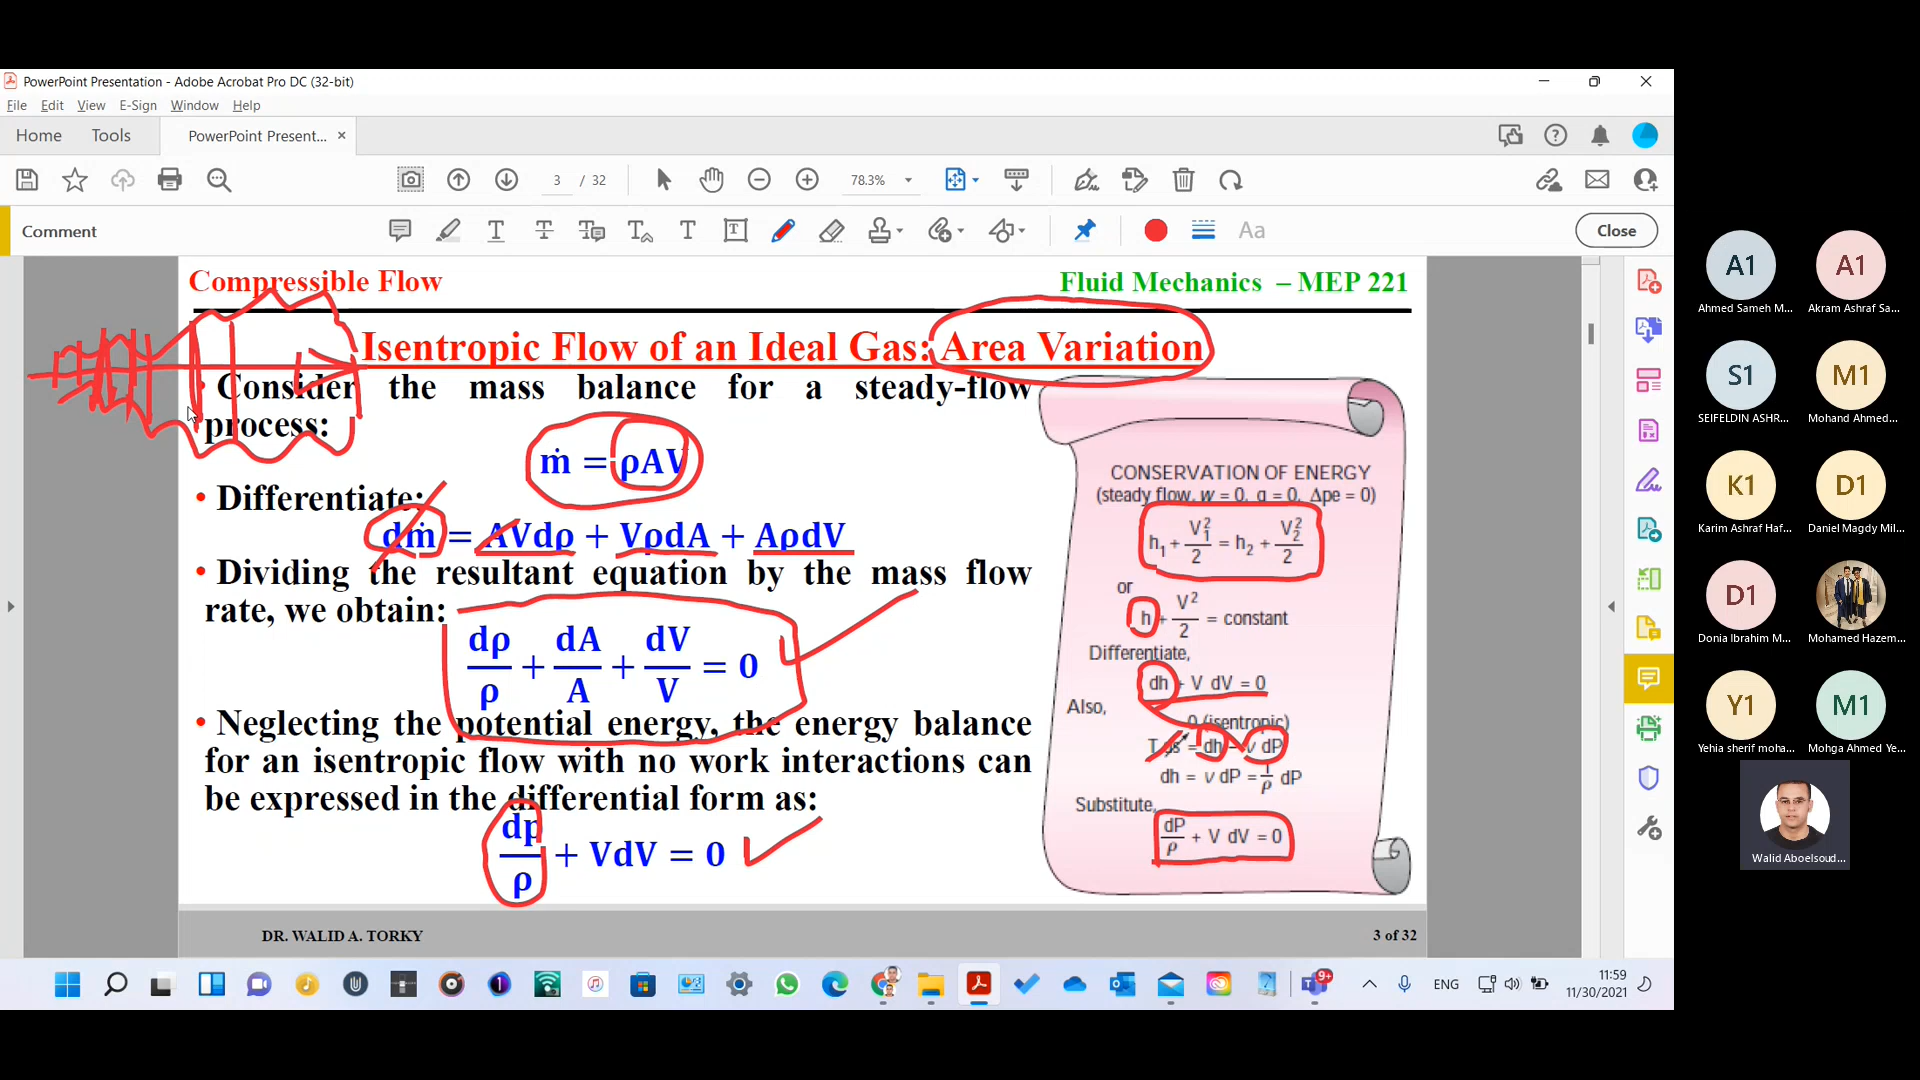 PowerPoint Presentation - Adobe Acrobat Pro DC (32-bit)
File Edit View E-Sign Window Help
Home Tools PowerPoint Present... ×
3 / 32 78.3%
Comment Close
Compressible Flow Fluid Mechanics – MEP 221
Isentropic Flow of an Ideal Gas: Area Variation
• Consider the mass balance for a steady-flow
process:
ṁ = ρAV
• Differentiate:
dṁ = AVdρ + VρdA + AρdV
• Dividing the resultant equation by the mass flow
rate, we obtain:
dρ/ρ + dA/A + dV/V = 0
• Neglecting the potential energy, the energy balance
for an isentropic flow with no work interactions can
be expressed in the differential form as:
dp/ρ + VdV = 0
CONSERVATION OF ENERGY
(steady flow, w = 0, q = 0, Δpe = 0)
h₁ + V₁²/2 = h₂ + V₂²/2
or
h + V²/2 = constant
Differentiate,
dh + V dV = 0
Also,
0 (isentropic)
T ds = dh − v dP
dh = v dP = 1/ρ dP
Substitute,
dP/ρ + V dV = 0
DR. WALID A. TORKY 3 of 32
A1 A1
Ahmed Sameh M... Akram Ashraf Sa...
S1 M1
SEIFELDIN ASHR... Mohand Ahmed...
K1 D1
Karim Ashraf Haf... Daniel Magdy Mil...
D1
Donia Ibrahim M... Mohamed Hazem...
Y1 M1
Yehia sherif moha... Mohga Ahmed Ye...
Walid Aboelsoud...
9+
ENG
11:59
11/30/2021